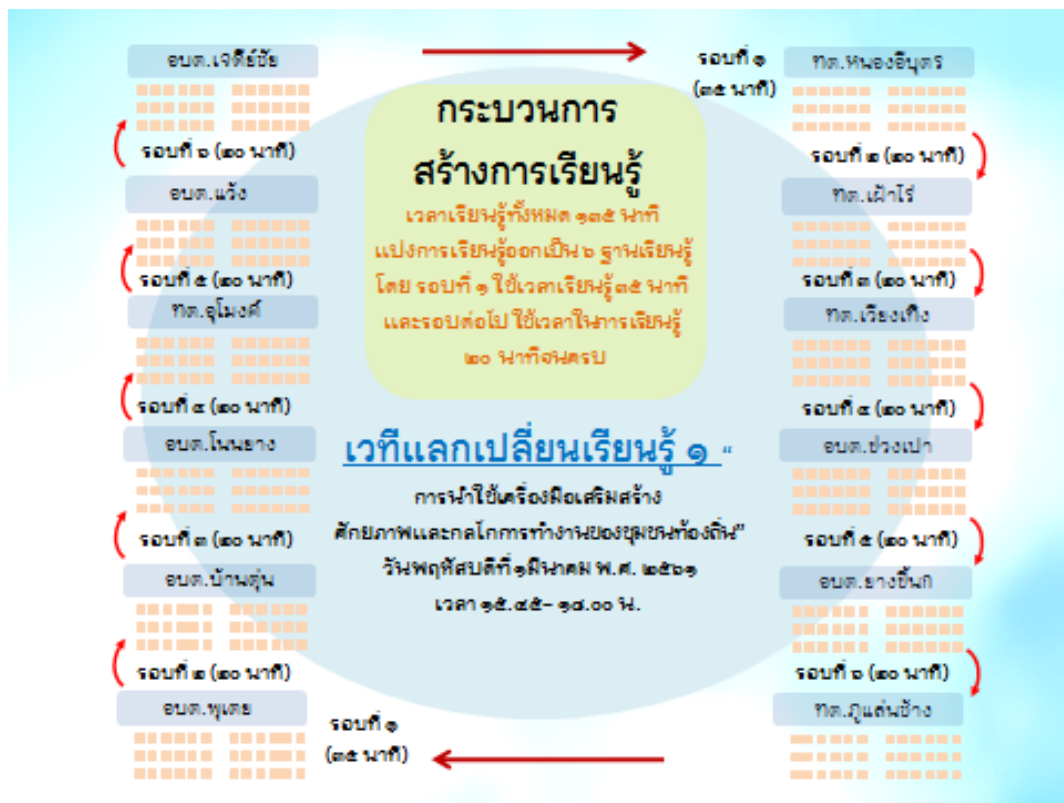 อบต.เจดีย์ชัย
รอบที่ ๖ (๒๐ นาที)
อบต.แว้ง
รอบที่ ๕ (๒๐ นาที)
ทต.อุโมงค์
รอบที่ ๔ (๒๐ นาที)
อบต.โนนยาง
รอบที่ ๓ (๒๐ นาที)
อบต.บ้านตุ่น
รอบที่ ๒ (๒๐ นาที)
อบต.พุเตย
รอบที่ ๑
(๓๕ นาที)
กระบวนการ
สร้างการเรียนรู้
เวลาเรียนรู้ทั้งหมด ๑๓๕ นาที
แบ่งการเรียนรู้ออกเป็น ๖ ฐานเรียนรู้
โดย รอบที่ ๑ ใช้เวลาเรียนรู้๓๕ นาที
และรอบต่อไป ใช้เวลาในการเรียนรู้
๒๐ นาทีจนครบ
เวทีแลกเปลี่ยนเรียนรู้ ๑ “
การนำใช้เครื่องมือเสริมสร้าง
ศักยภาพและกลไกการทำงานของชุมชนท้องถิ่น”
วันพฤหัสบดีที่๑มีนาคม พ.ศ. ๒๕๖๑
เวลา ๑๕.๔๕- ๑๘.๐๐ น.
รอบที่ ๑
(๓๕ นาที)
ทต.หนองอีบุตร
รอบที่ ๒ (๒๐ นาที)
ทต.เฝ้าไร่
รอบที่ ๓ (๒๐ นาที)
ทต.เวียงเทิง
รอบที่ ๔ (๒๐ นาที)
อบต.ข่วงเปา
รอบที่ ๕ (๒๐ นาที)
อบต.ยางขี้นก
รอบที่ ๖ (๒๐ นาที)
ทต.ภูแล่นช้าง